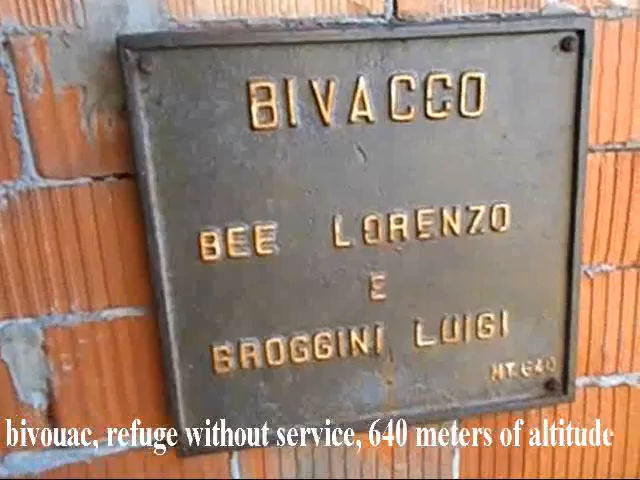 BIVACCO
BEE LORENZO
E
BROGGINI LUIGI
MT. 640
bivouac, refuge without service, 640 meters of altitude